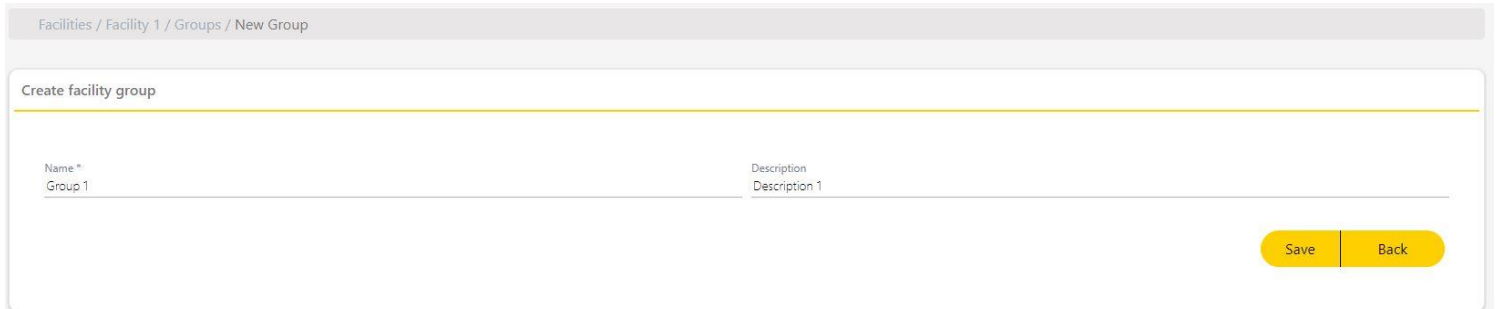 Facilities / Facility 1 / Groups / New Group
Create facility group
Name *
Group 1
Description
Description 1
Save
Back